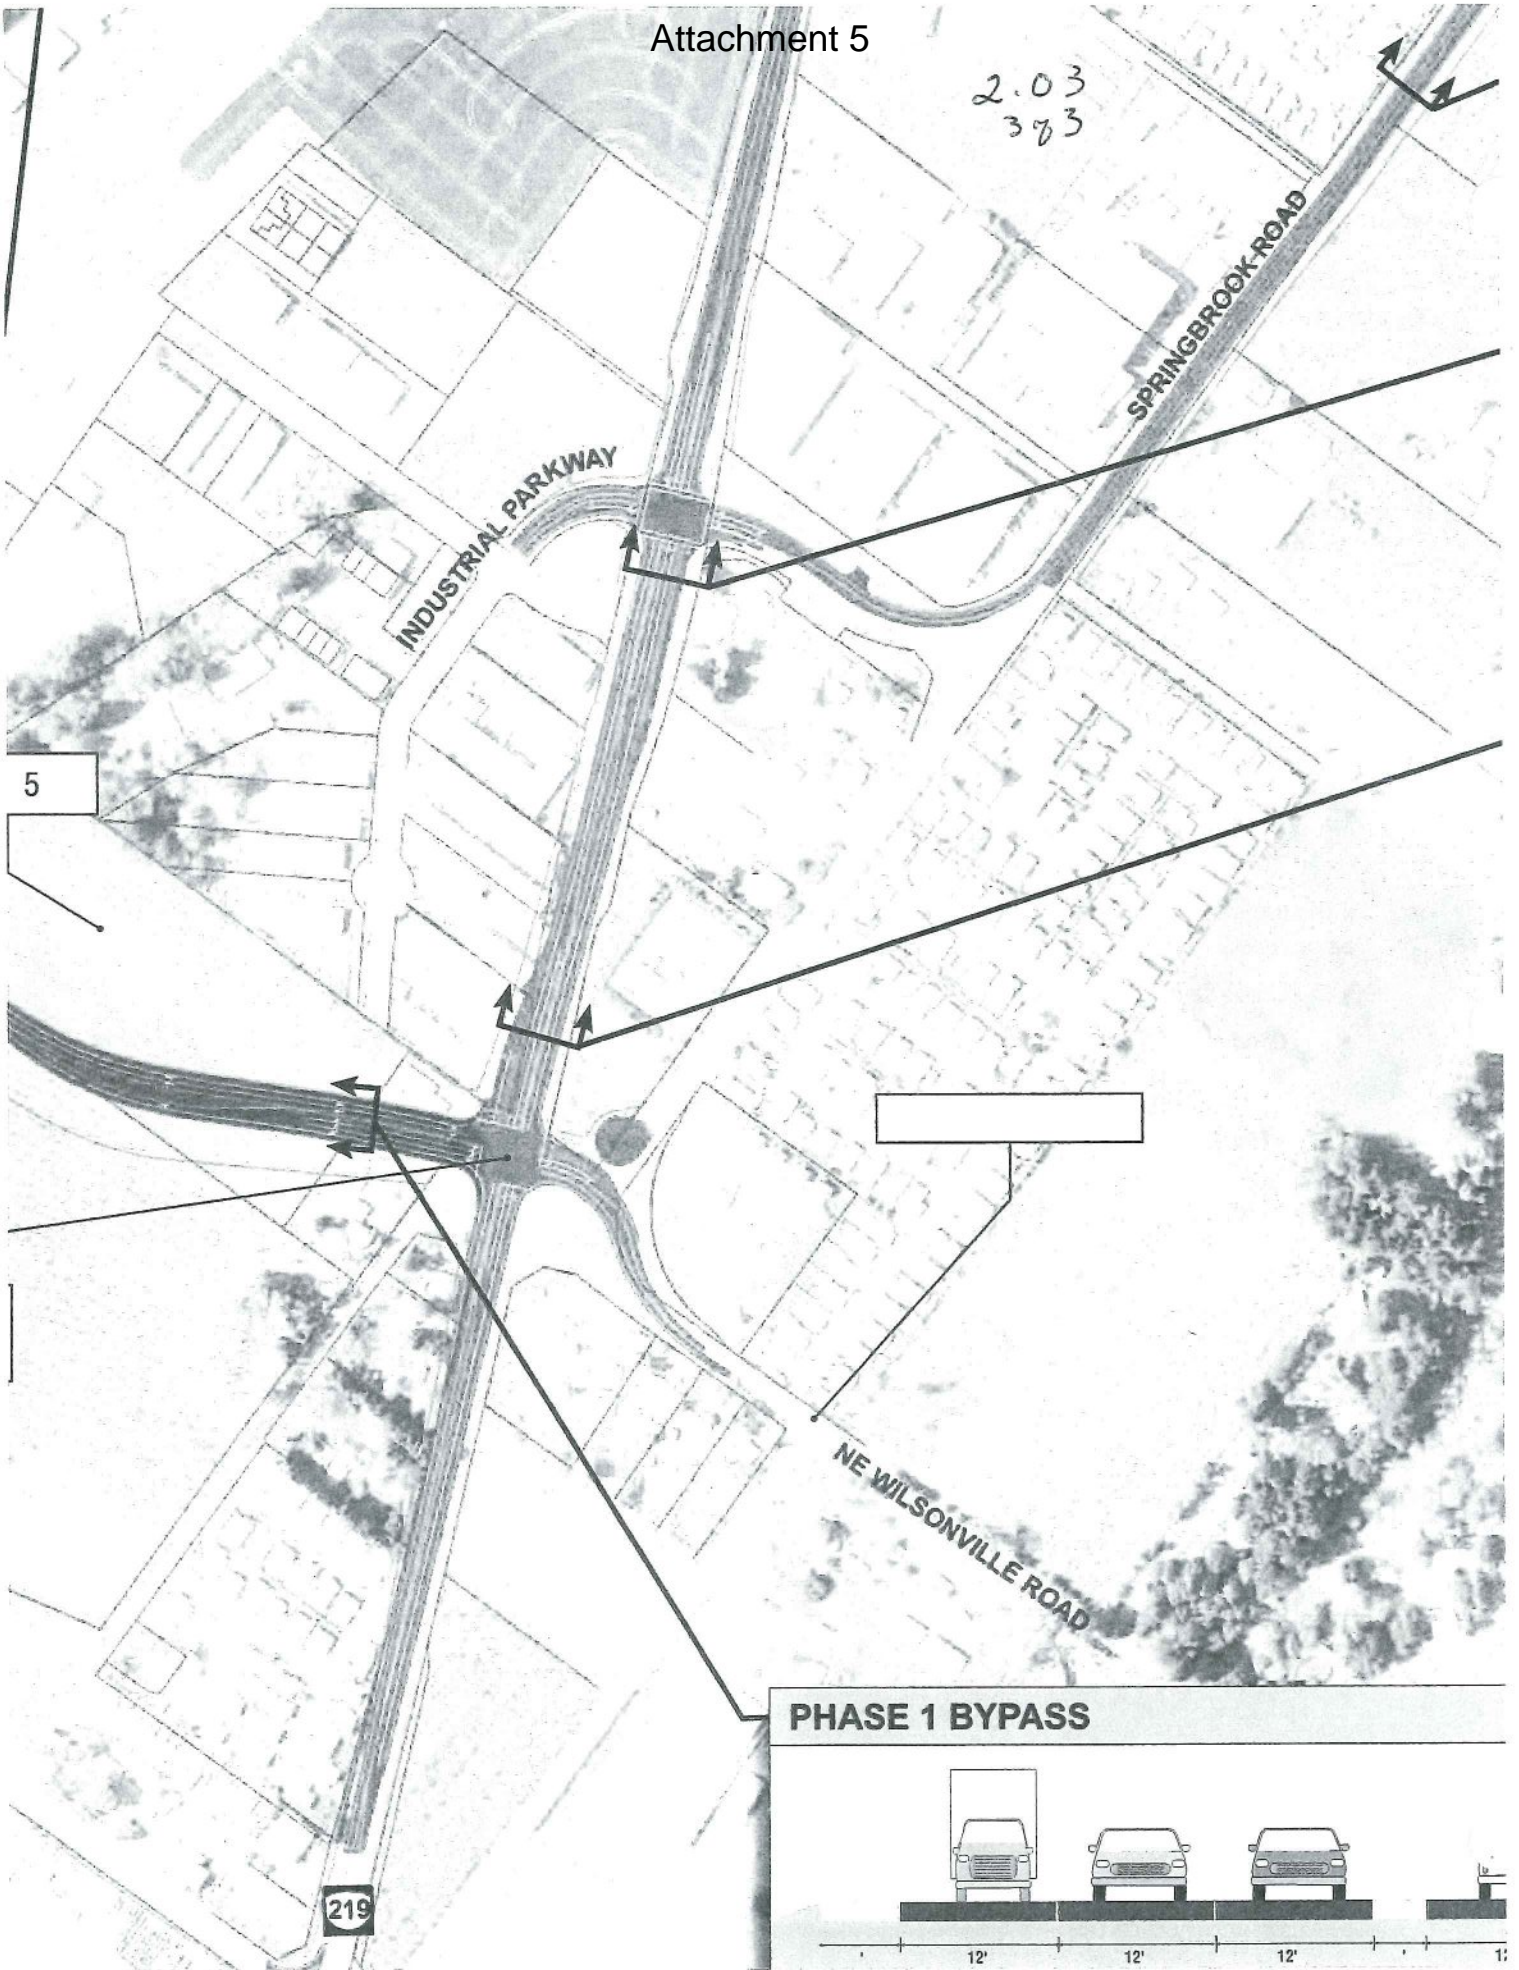 Attachment 5
2.03
383
SPRINGBROOK ROAD
INDUSTRIAL PARKWAY
5
NE WILSONVILLE ROAD
PHASE 1 BYPASS
219
12' 12' 12'